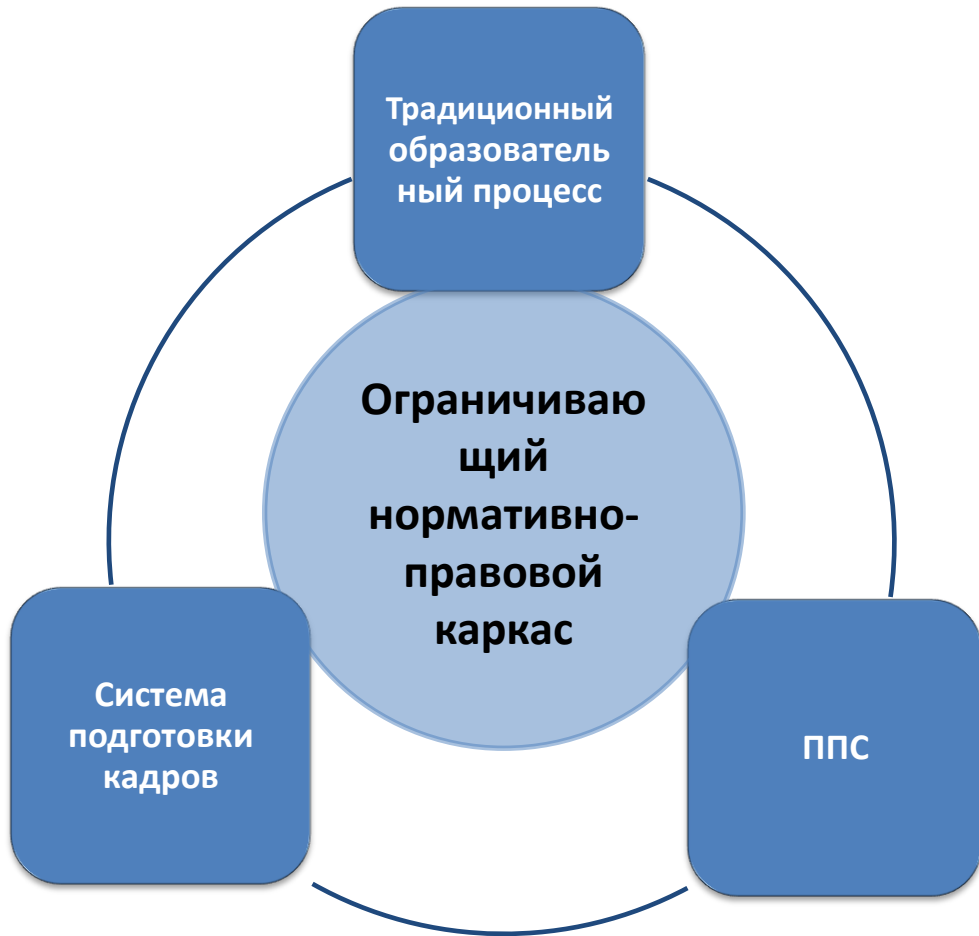 Традиционный
образователь
ный процесс
Ограничиваю
щий
нормативно-
правовой
каркас
Система
подготовки
кадров
ППС